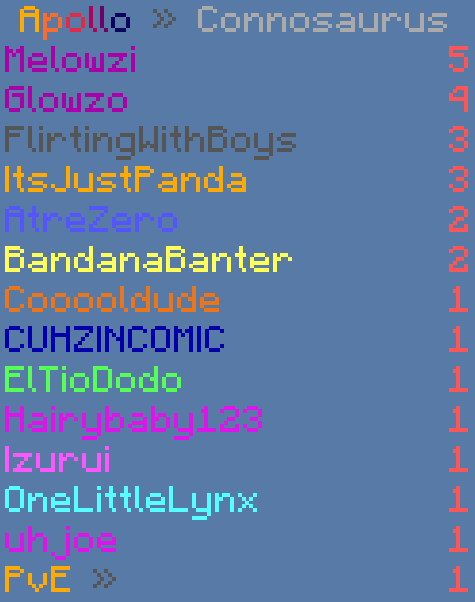 Apollo » Connosaurus
Melowzi 5
Glowzo 4
FlirtingWithBoys 3
ItsJustPanda 3
AtreZero 2
BandanaBanter 2
Cooooldude 1
CUHZINCOMIC 1
ElTioDodo 1
Hairybaby123 1
Izurui 1
OneLittleLynx 1
uhjoe 1
PvE » 1